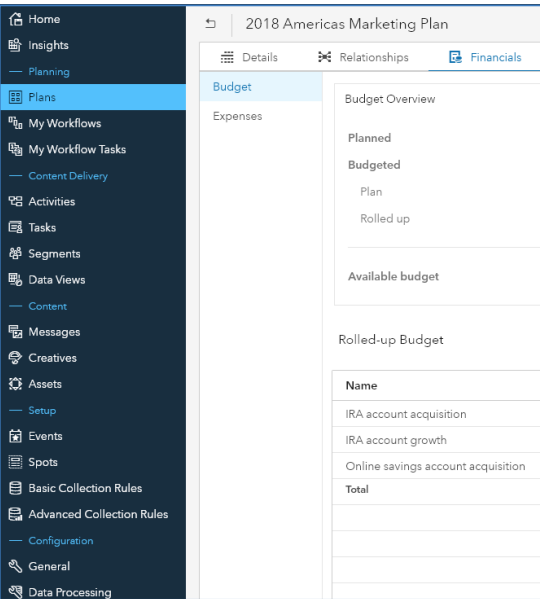 Home
Insights
Planning
Plans
My Workflows
My Workflow Tasks
Content Delivery
Activities
Tasks
Segments
Data Views
Content
Messages
Creatives
Assets
Setup
Events
Spots
Basic Collection Rules
Advanced Collection Rules
Configuration
General
Data Processing
2018 Americas Marketing Plan
Details Relationships Financials
Budget
Expenses
Budget Overview
Planned
Budgeted
Plan
Rolled up
Available budget
Rolled-up Budget
Name
IRA account acquisition
IRA account growth
Online savings account acquisition
Total